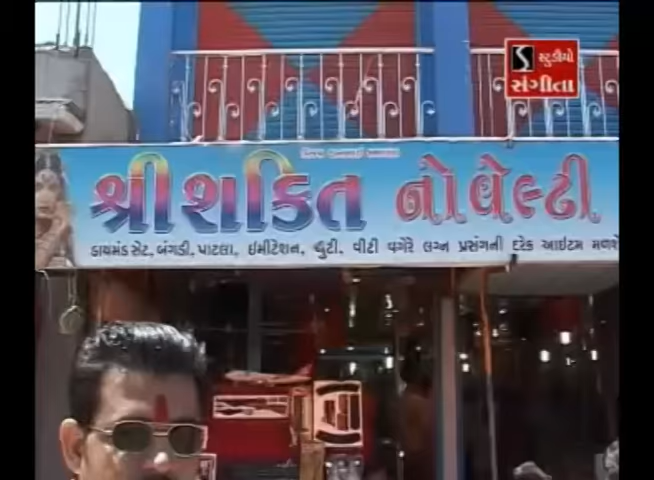 સ્ટુડીયો
સંગીતા
શ્રી શક્તિ નોવેલ્ટી
ડાયમંડ સેટ, બંગડી, પાટલા, ઈમીટેશન, બુટી, વીટી વગેરે લગ્ન પ્રસંગની દરેક આઈટમ મળશે